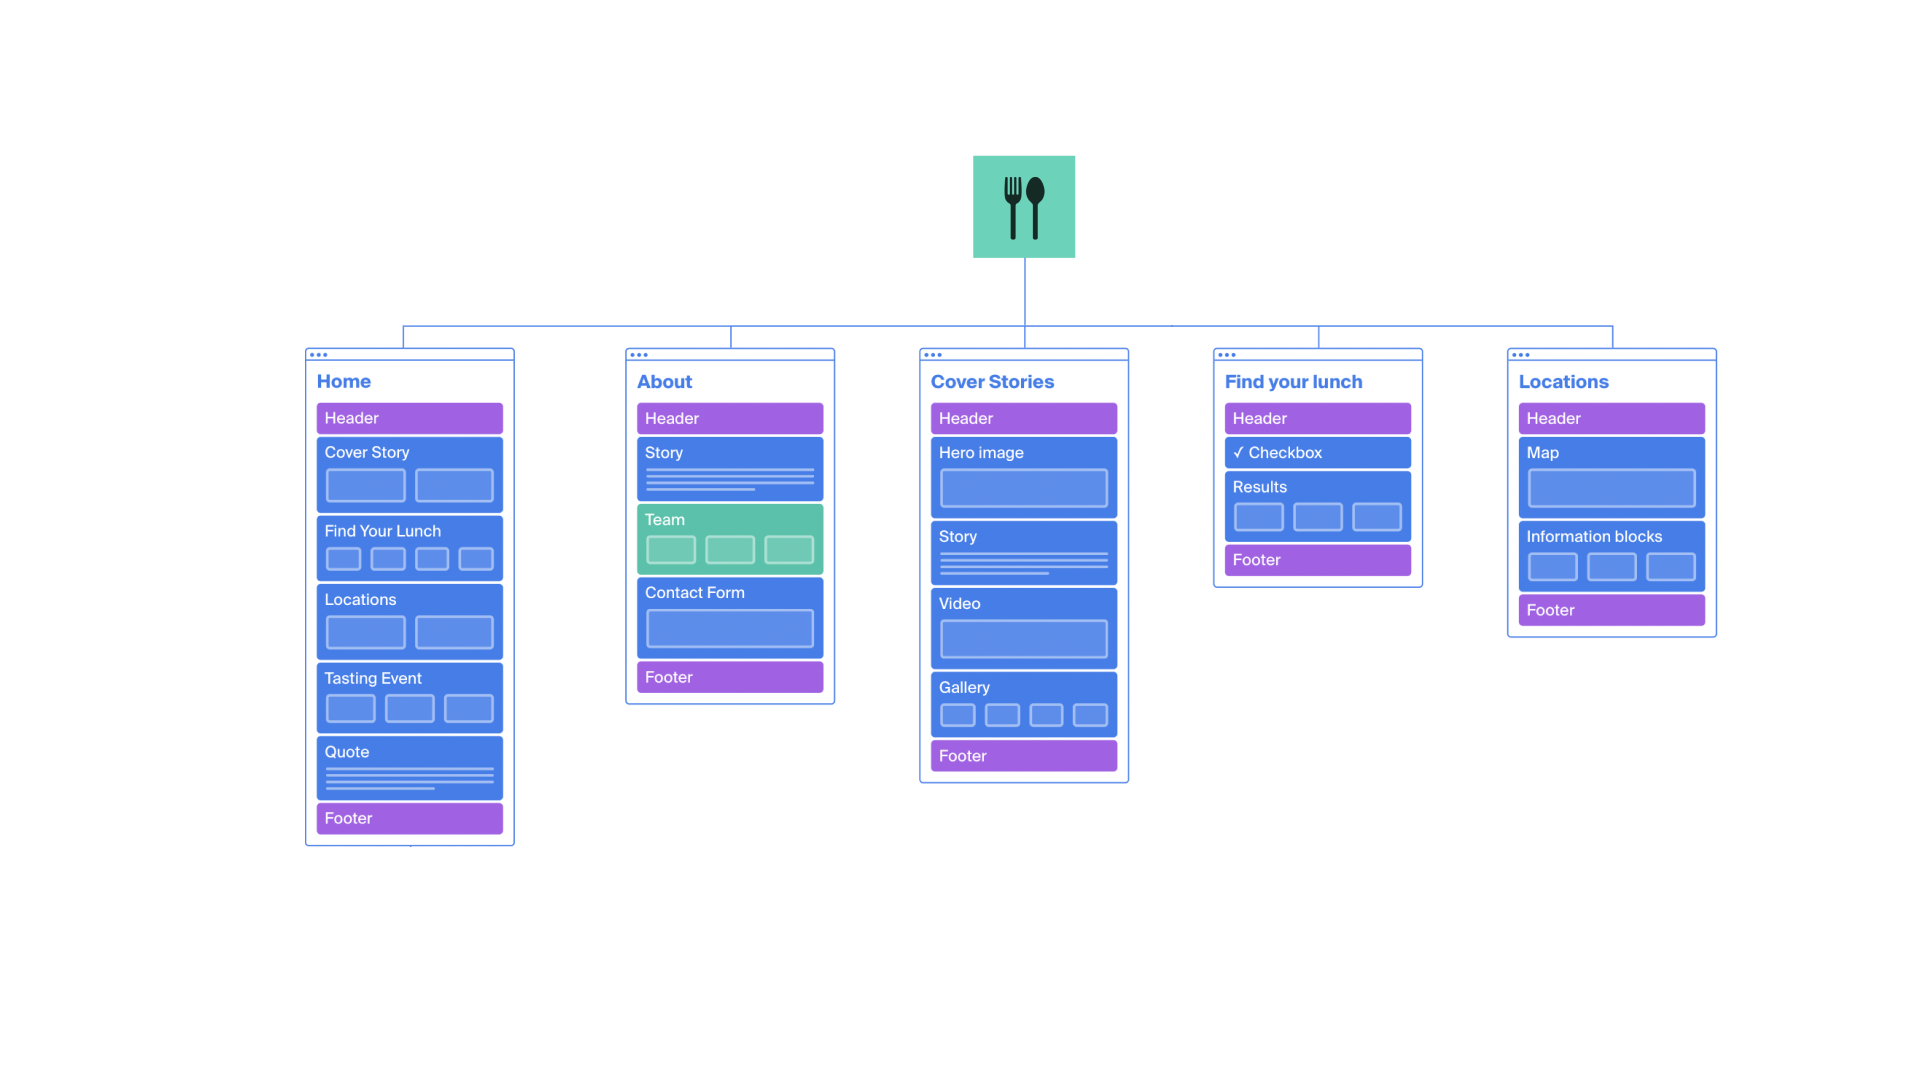 Home
Header
Cover Story
Find Your Lunch
Locations
Tasting Event
Quote
Footer
About
Header
Story
Team
Contact Form
Footer
Cover Stories
Header
Hero image
Story
Video
Gallery
Footer
Find your lunch
Header
✓ Checkbox
Results
Footer
Locations
Header
Map
Information blocks
Footer